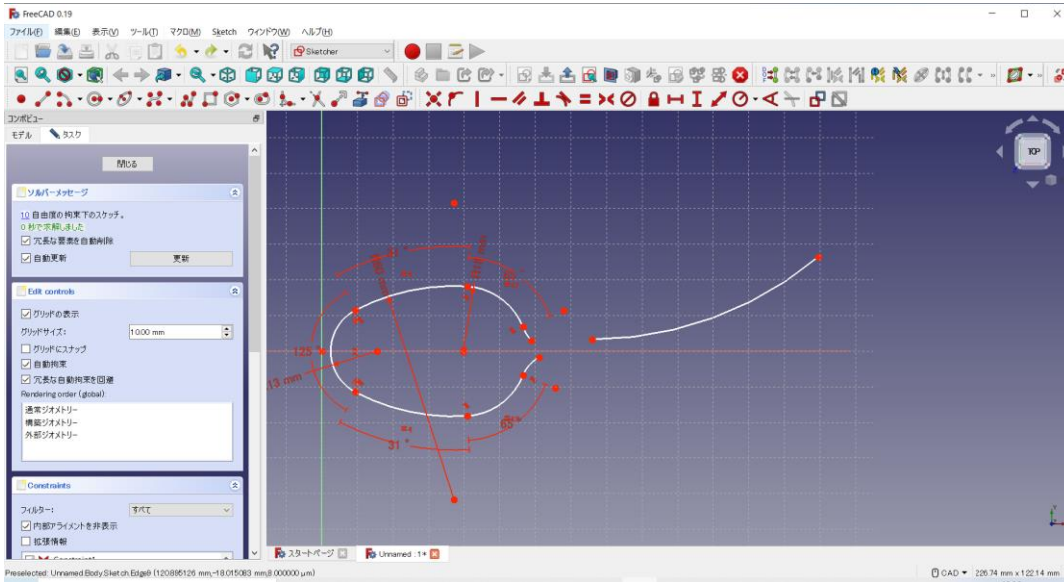 FreeCAD 0.19
ファイル(F) 編集(E) 表示(V) ツール(T) マクロ(M) Sketch ウィンドウ(W) ヘルプ(H)
Sketcher
コンボビュー
モデル タスク
閉じる
ソルバーメッセージ
10 自由度の拘束下のスケッチ。
0 秒で求解しました
冗長な要素を自動削除
自動更新 更新
Edit controls
グリッドの表示
グリッドサイズ: 10.00 mm
グリッドにスナップ
自動拘束
冗長な自動拘束を回避
Rendering order (global)
通常ジオメトリー
構築ジオメトリー
外部ジオメトリー
Constraints
フィルター: すべて
内部アライメントを非表示
拡張情報
Constraint1
TOP
125 °
13 mm
31 °
65 °
スタートページ Unnamed : 1*
Preselected: Unnamed.Body.Sketch.Edge9 (120.895126 mm,-18.015083 mm,8.000000 μm)
CAD 226.74 mm x 122.14 mm